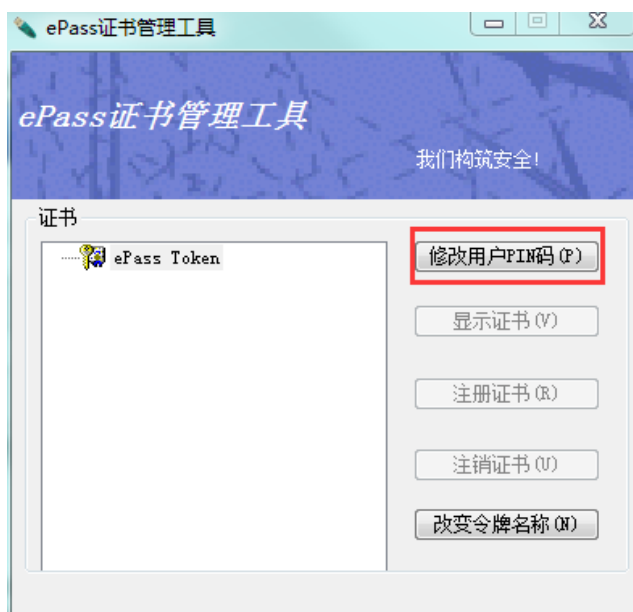 ePass证书管理工具
ePass证书管理工具
我们构筑安全!
证书
ePass Token
修改用户PIN码(P)
显示证书(V)
注册证书(R)
注销证书(U)
改变令牌名称(N)